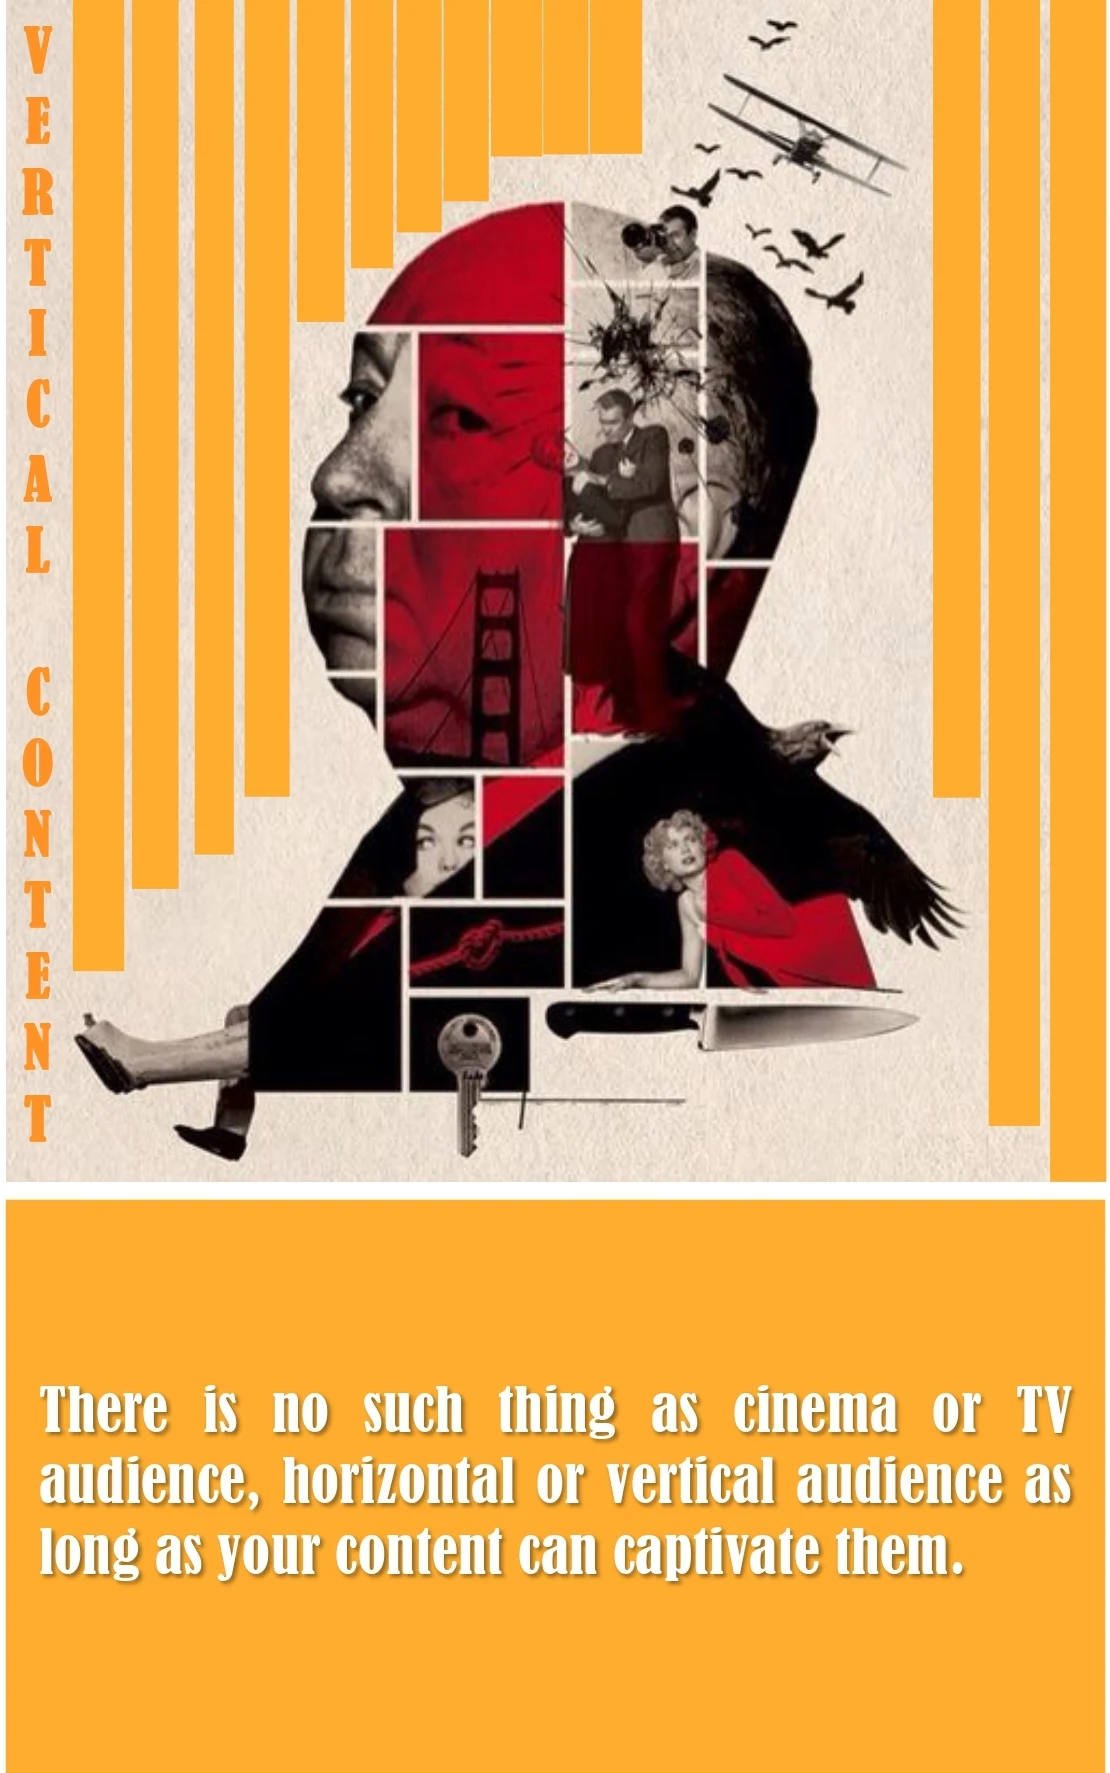 VERTICAL CONTENT
There is no such thing as cinema or TV
audience, horizontal or vertical audience as
long as your content can captivate them.